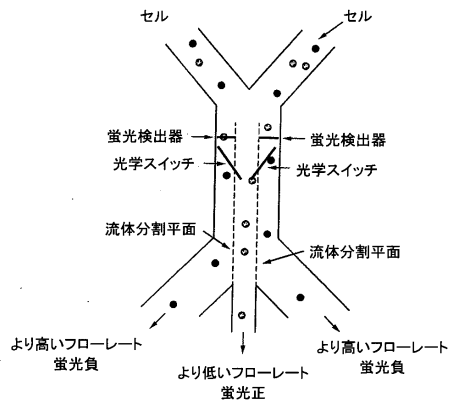 セル
セル
蛍光検出器
蛍光検出器
光学スイッチ
光学スイッチ
流体分割平面
流体分割平面
より高いフローレート
蛍光負
より低いフローレート
蛍光正
より高いフローレート
蛍光負